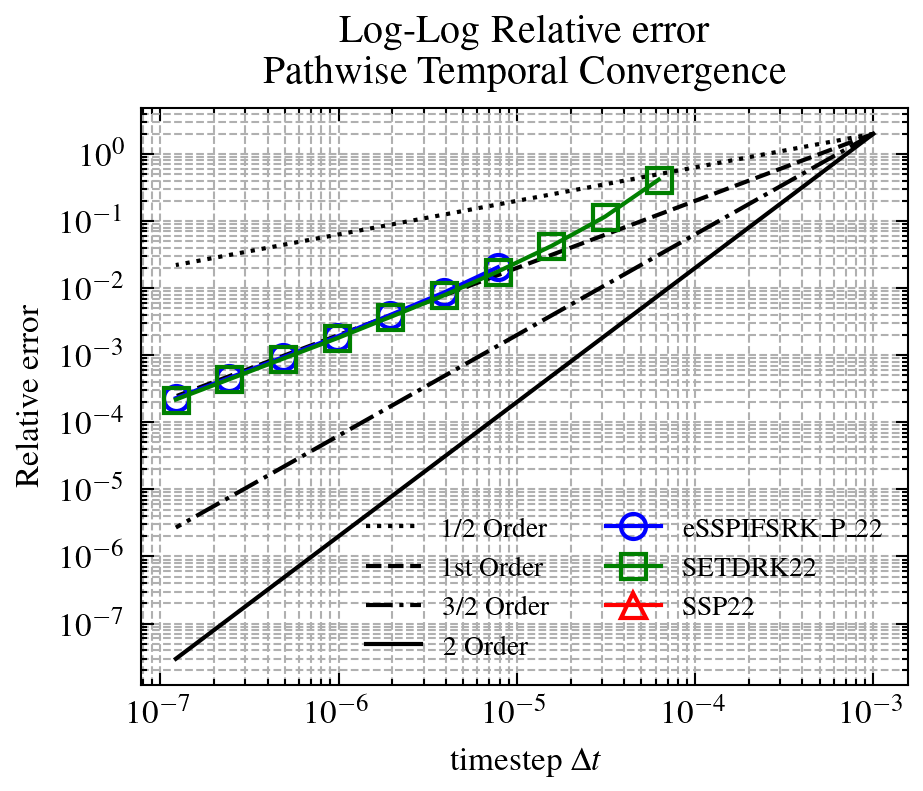 Log-Log Relative error
Pathwise Temporal Convergence
Relative error
10⁰
10⁻¹
10⁻²
10⁻³
10⁻⁴
10⁻⁵
10⁻⁶
10⁻⁷
1/2 Order
1st Order
3/2 Order
2 Order
eSSPIFSRK_P_22
SETDRK22
SSP22
10⁻⁷ 10⁻⁶ 10⁻⁵ 10⁻⁴ 10⁻³
timestep Δt